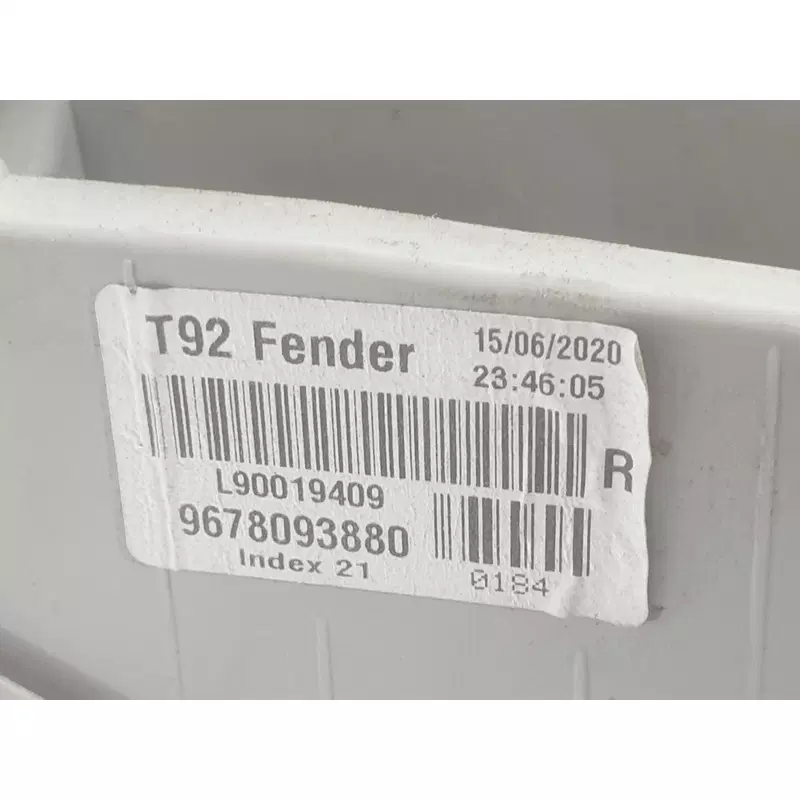 T92 Fender
15/06/2020
23:46:05
R
L90019409
9678093880
Index 21
0184